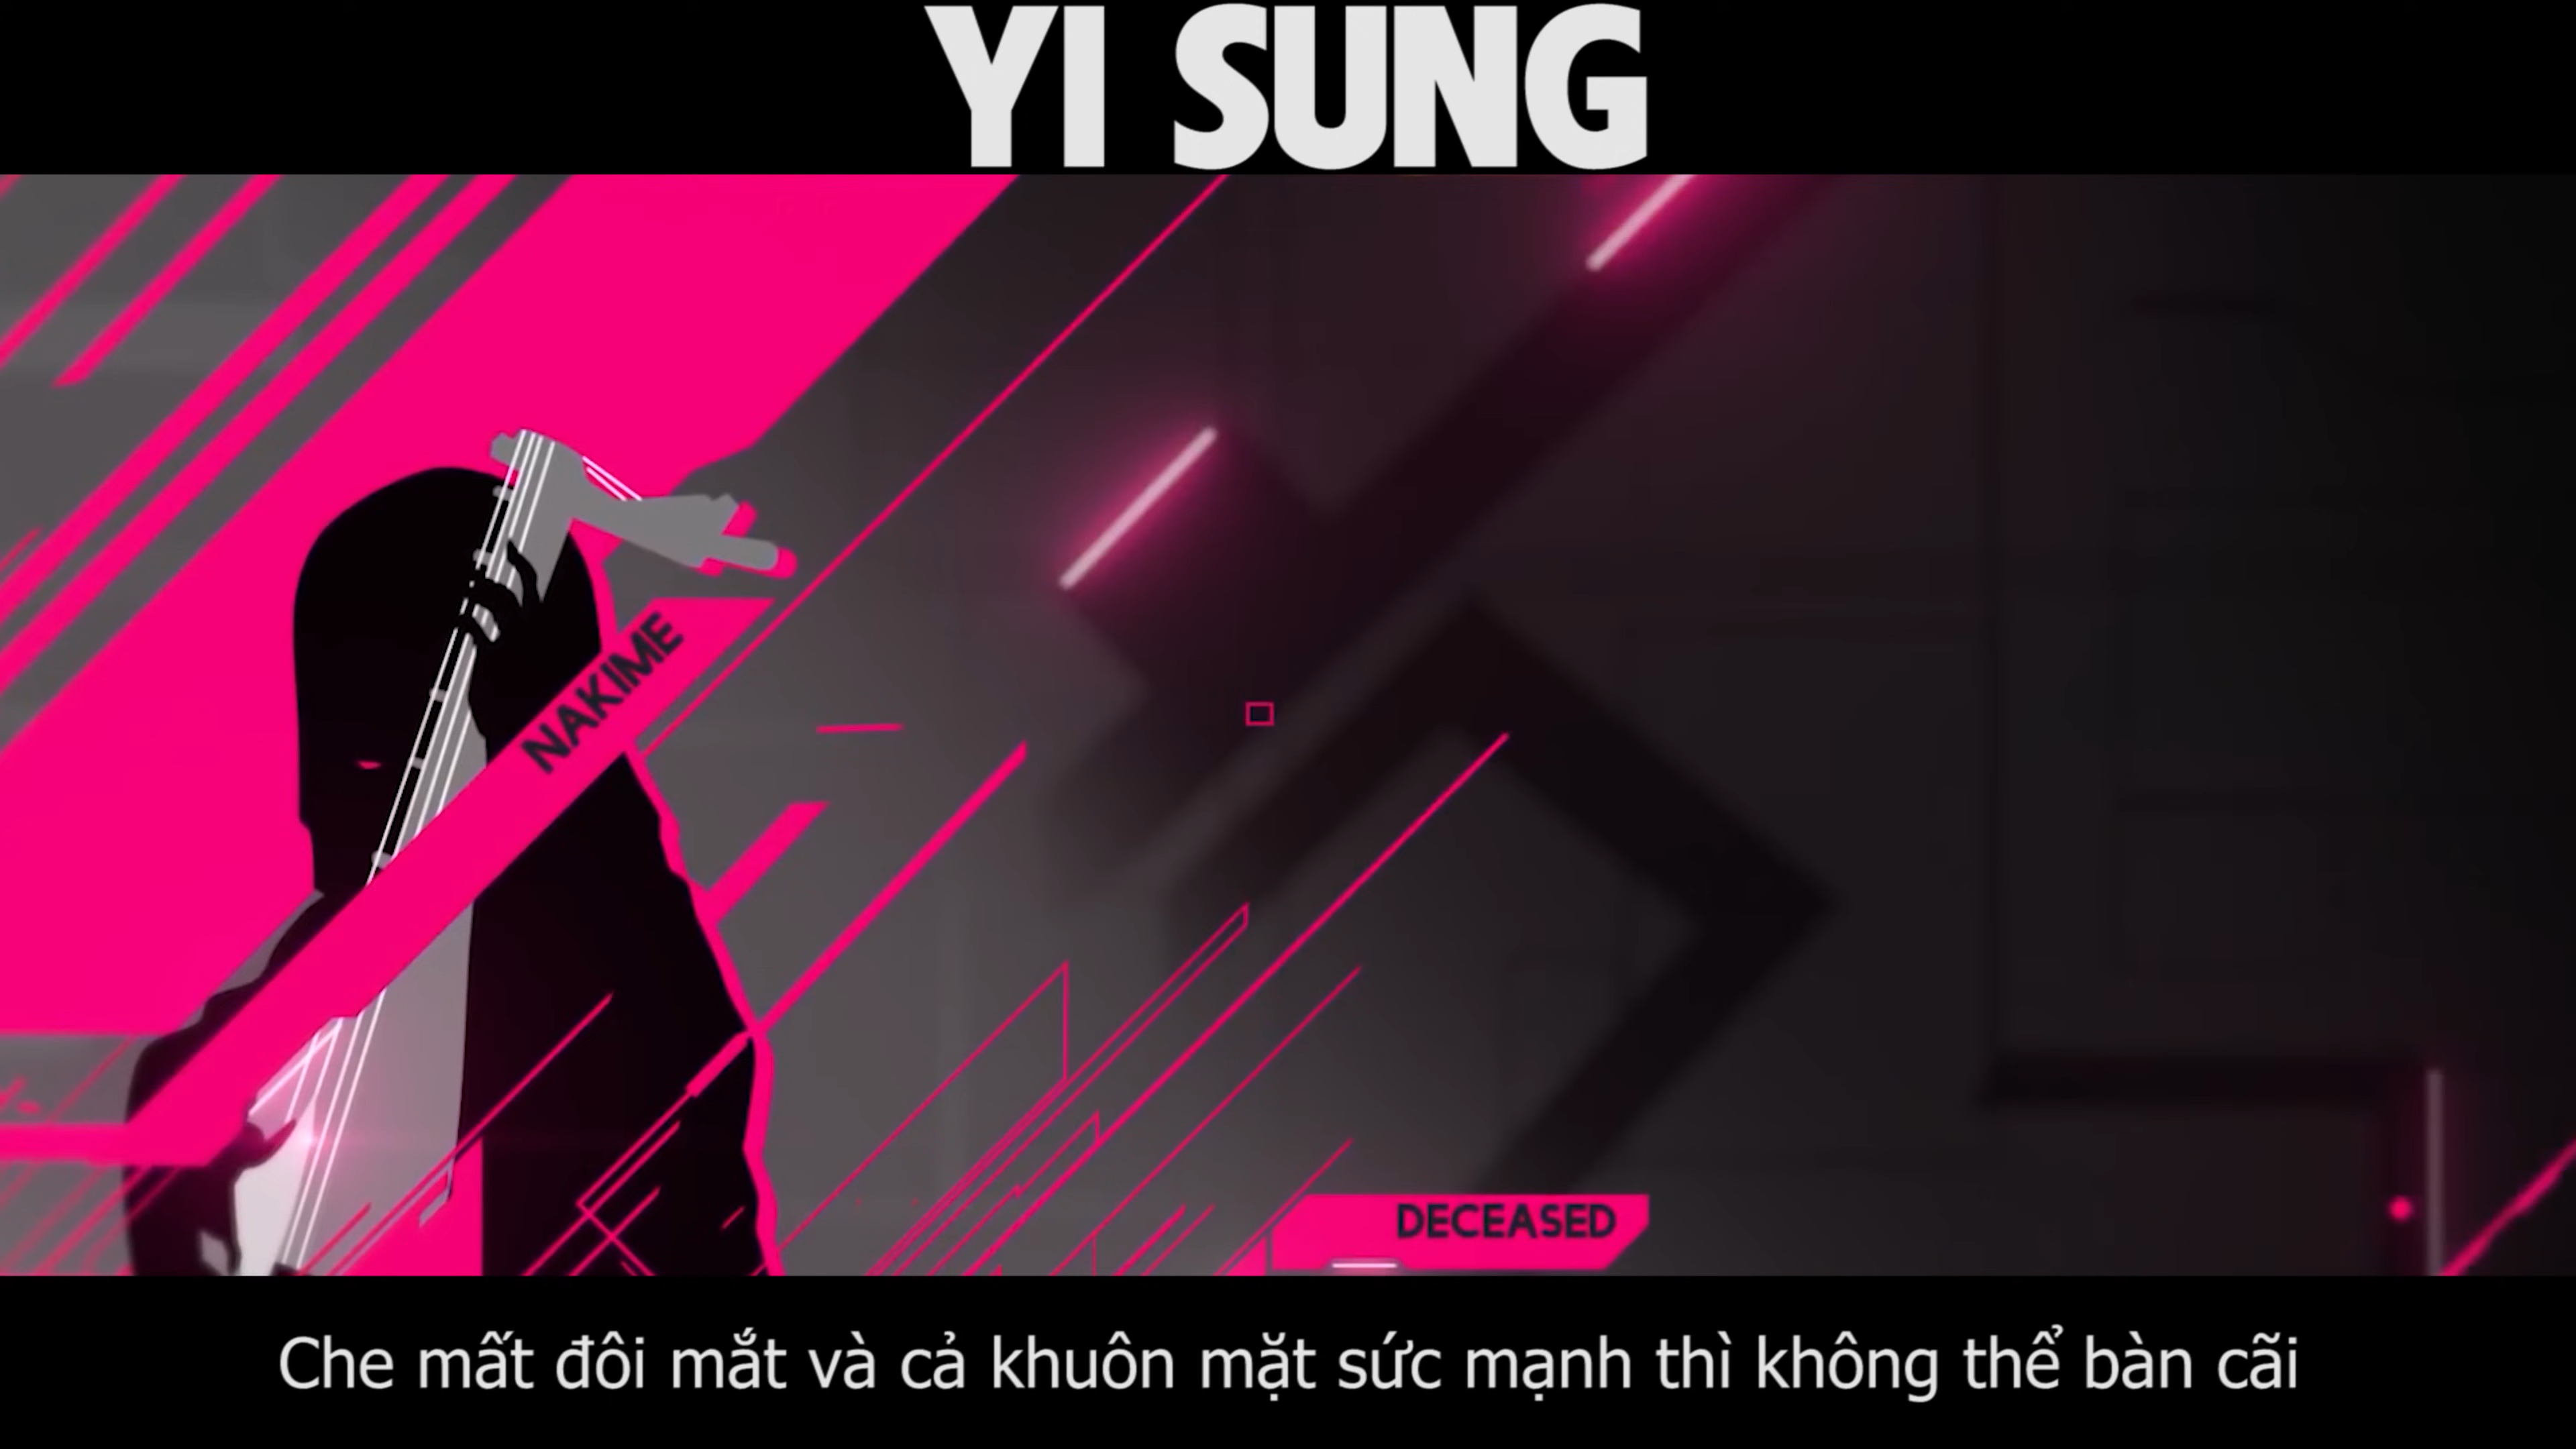 YI SUNG
NAKIME
DECEASED
Che mất đôi mắt và cả khuôn mặt sức mạnh thì không thể bàn cãi